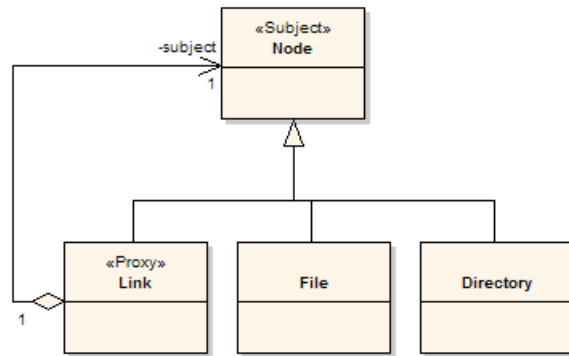 «Subject»
Node
-subject
1
«Proxy»
Link
File
Directory
1